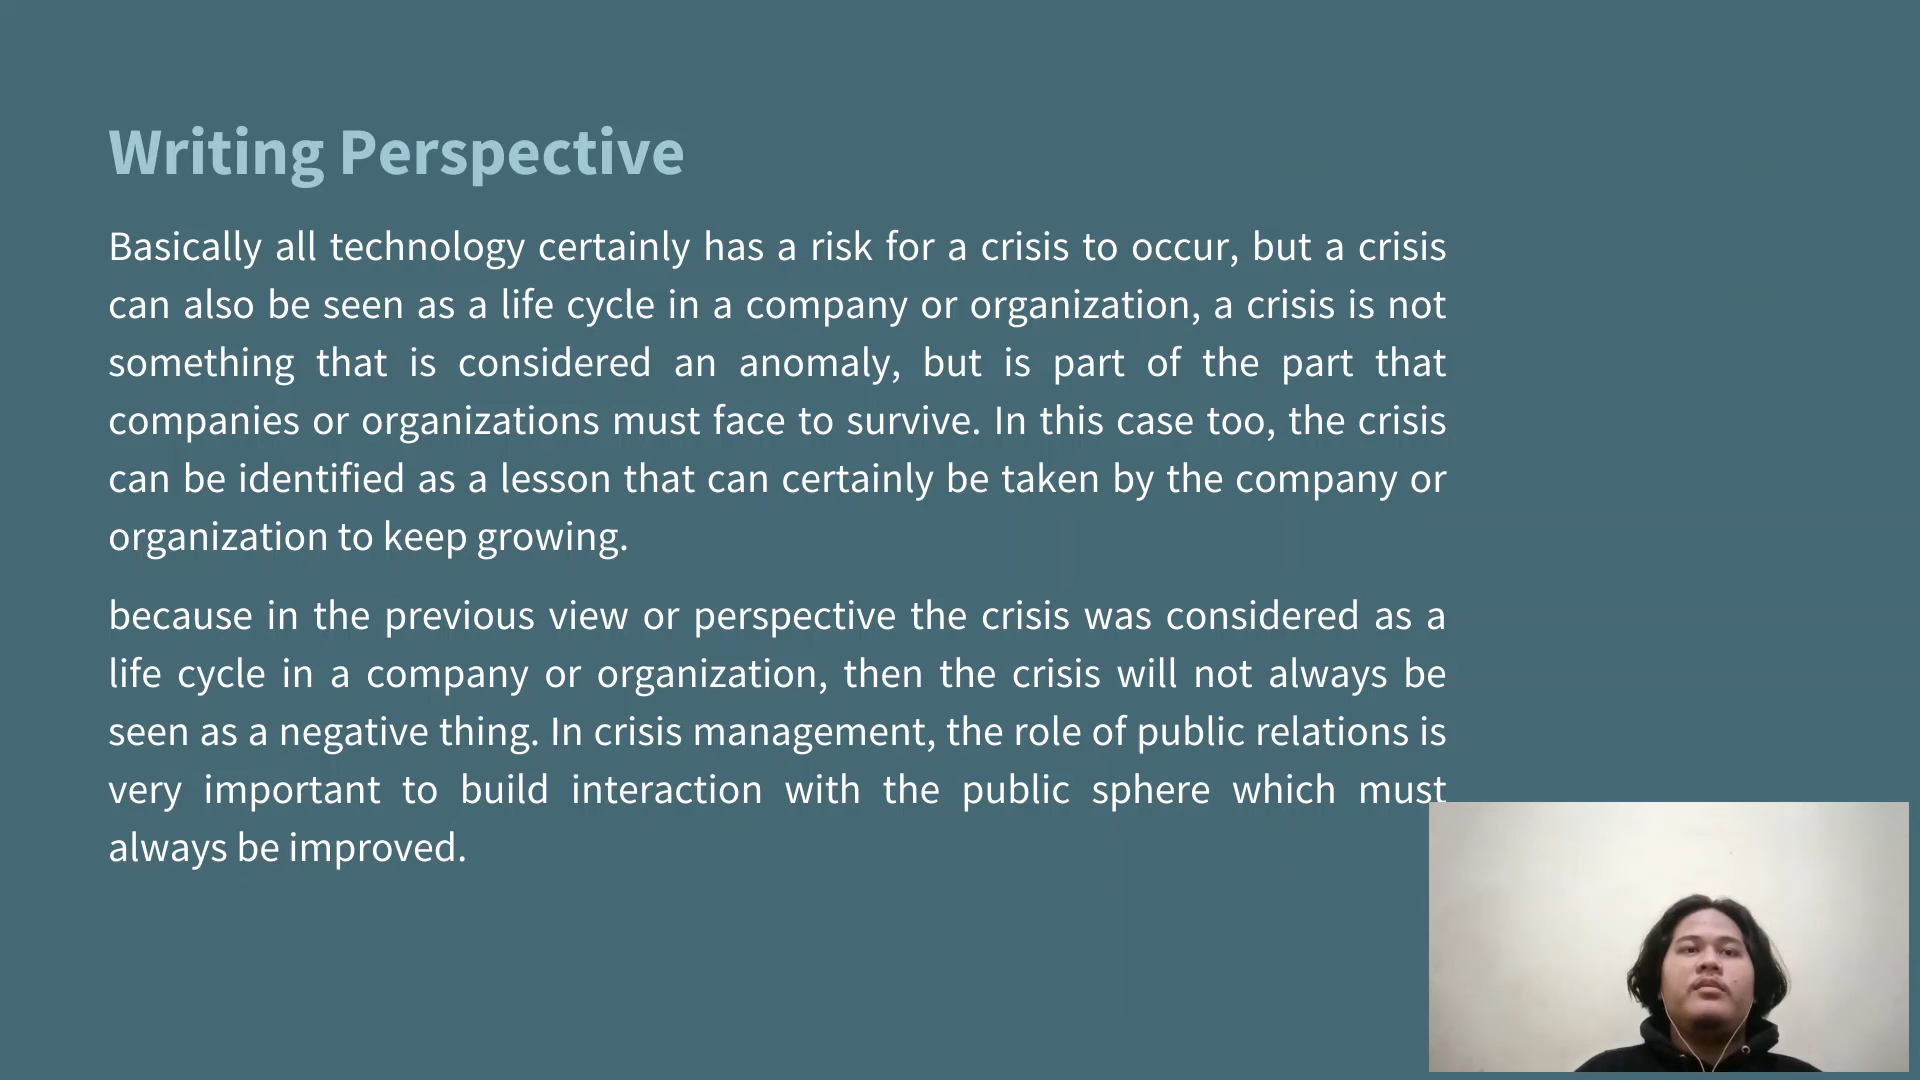 Writing Perspective
Basically all technology certainly has a risk for a crisis to occur, but a crisis
can also be seen as a life cycle in a company or organization, a crisis is not
something that is considered an anomaly, but is part of the part that
companies or organizations must face to survive. In this case too, the crisis
can be identified as a lesson that can certainly be taken by the company or
organization to keep growing.
because in the previous view or perspective the crisis was considered as a
life cycle in a company or organization, then the crisis will not always be
seen as a negative thing. In crisis management, the role of public relations is
very important to build interaction with the public sphere which must
always be improved.